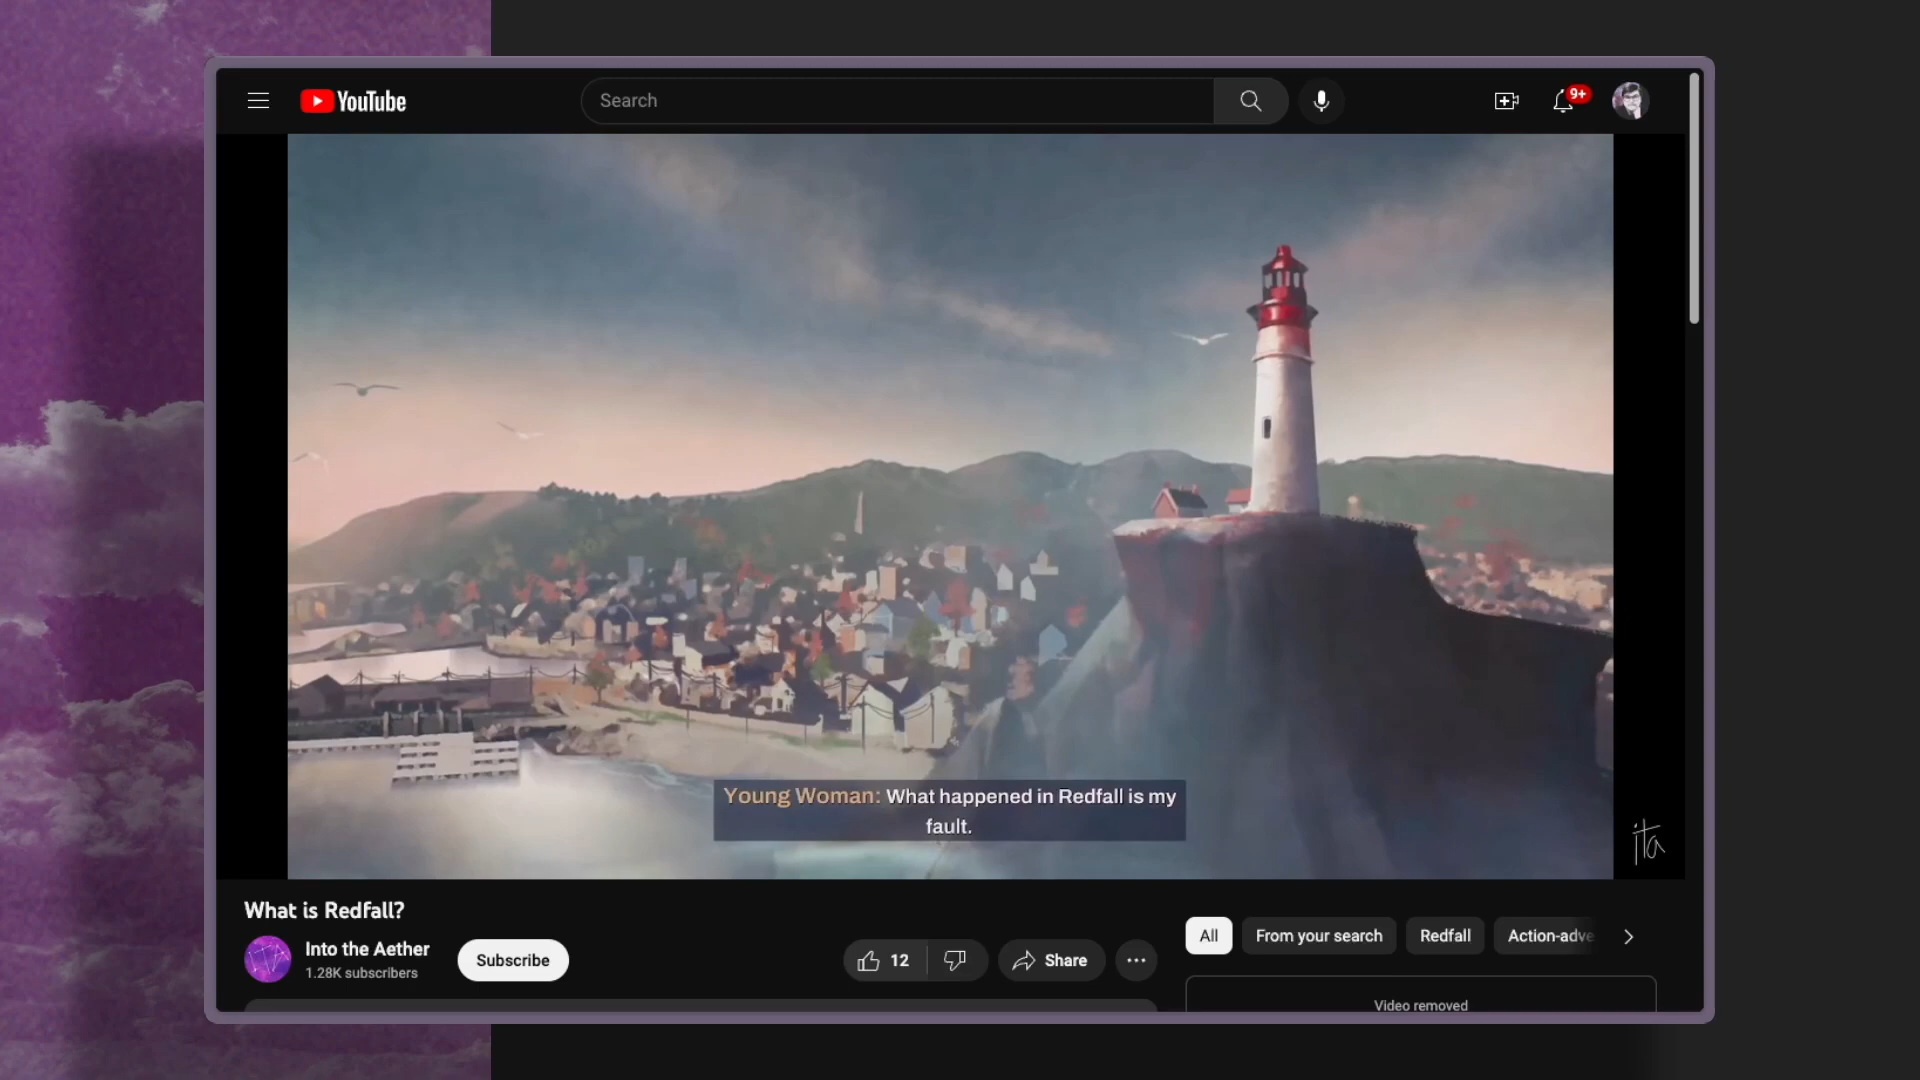 YouTube
Search
9+
Young Woman: What happened in Redfall is my
fault.
ita
What is Redfall?
Into the Aether
1.28K subscribers
Subscribe
12
Share
All
From your search
Redfall
Action-adve
Video removed